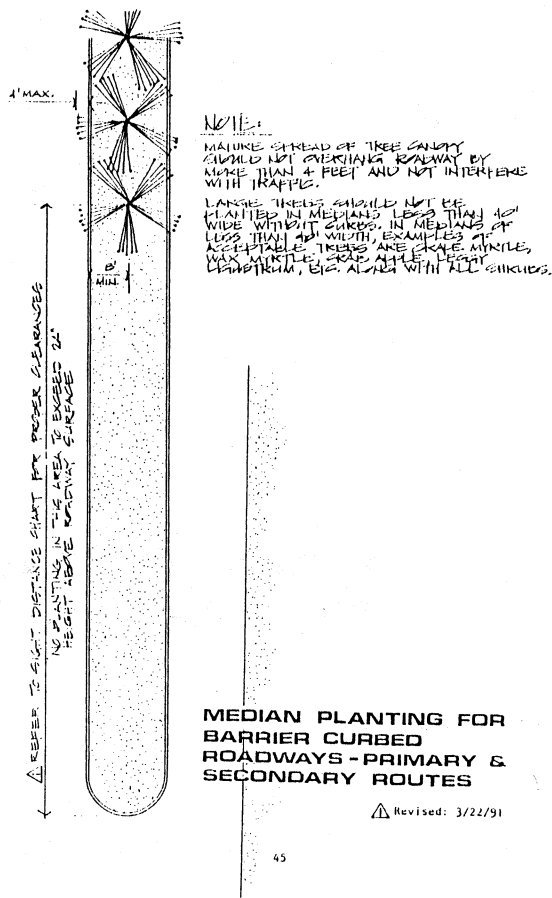 4' MAX.
NOTE:
MATURE SPREAD OF TREE CANOPY
SHOULD NOT OVERHANG ROADWAY BY
MORE THAN 4 FEET AND NOT INTERFERE
WITH TRAFFIC.
LARGE TREES SHOULD NOT BE
PLANTED IN MEDIANS LESS THAN 40'
WIDE WITHOUT CURBS. IN MEDIANS OF
LESS THAN 40' WIDTH, EXAMPLES OF
ACCEPTABLE TREES ARE CRAPE MYRTLE,
WAX MYRTLE, CRAB APPLE, LEGGY
LIGUSTRUM, ETC. ALONG WITH ALL SHRUBS.
8'
MIN.
REFER TO SIGHT DISTANCE CHART FOR PROPER CLEARANCES
NO PLANTING IN THIS AREA TO EXCEED 24"
HEIGHT ABOVE ROADWAY SURFACE
MEDIAN PLANTING FOR
BARRIER CURBED
ROADWAYS - PRIMARY &
SECONDARY ROUTES
Revised: 3/22/91
45